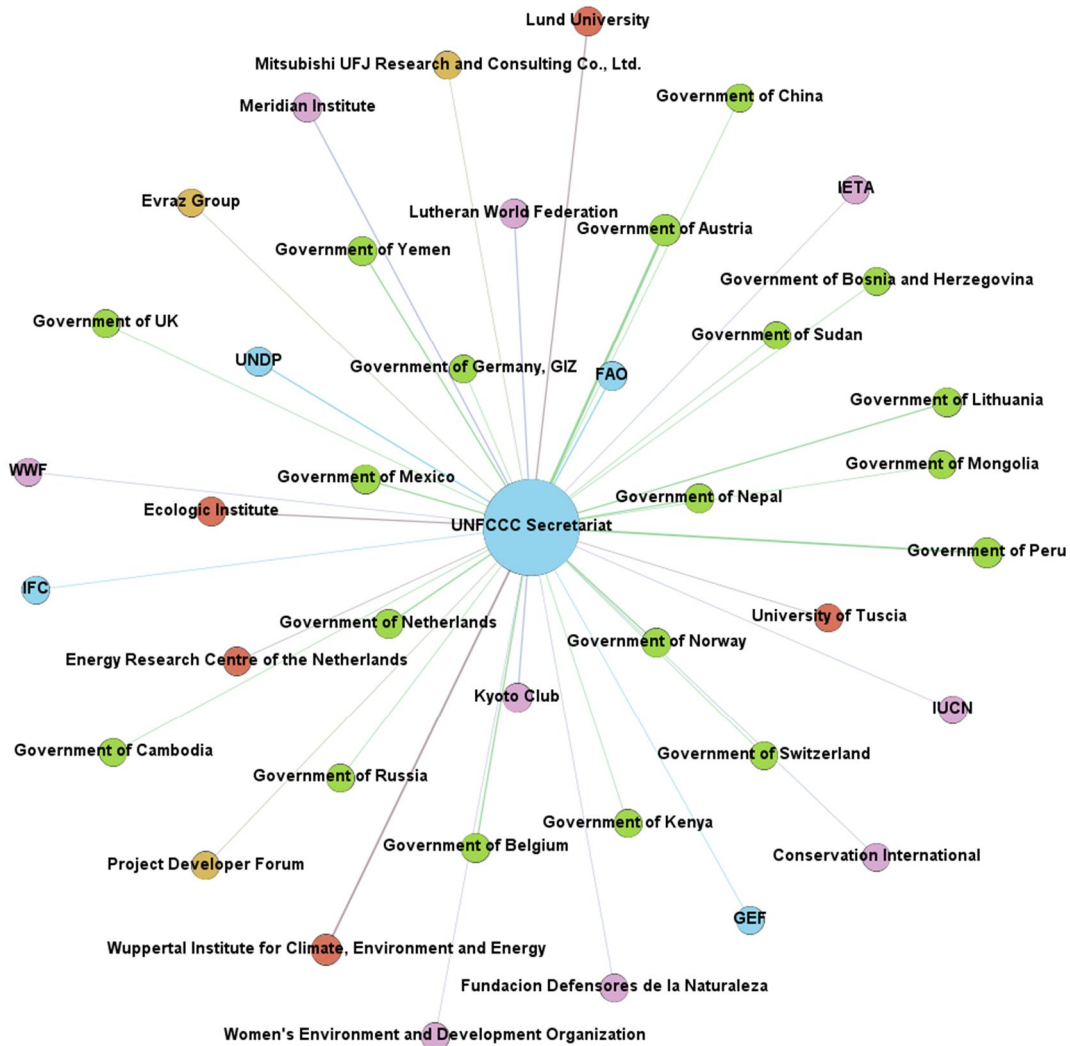 Lund University
Mitsubishi UFJ Research and Consulting Co., Ltd.
Government of China
Meridian Institute
IETA
Evraz Group
Lutheran World Federation
Government of Austria
Government of Yemen
Government of Bosnia and Herzegovina
Government of UK
Government of Sudan
UNDP
Government of Germany, GIZ
FAO
Government of Lithuania
Government of Mongolia
WWF
Government of Mexico
Government of Nepal
Ecologic Institute
UNFCCC Secretariat
Government of Peru
IFC
University of Tuscia
Government of Netherlands
Government of Norway
Energy Research Centre of the Netherlands
Kyoto Club
IUCN
Government of Cambodia
Government of Switzerland
Government of Russia
Government of Kenya
Government of Belgium
Conservation International
Project Developer Forum
GEF
Wuppertal Institute for Climate, Environment and Energy
Fundacion Defensores de la Naturaleza
Women's Environment and Development Organization